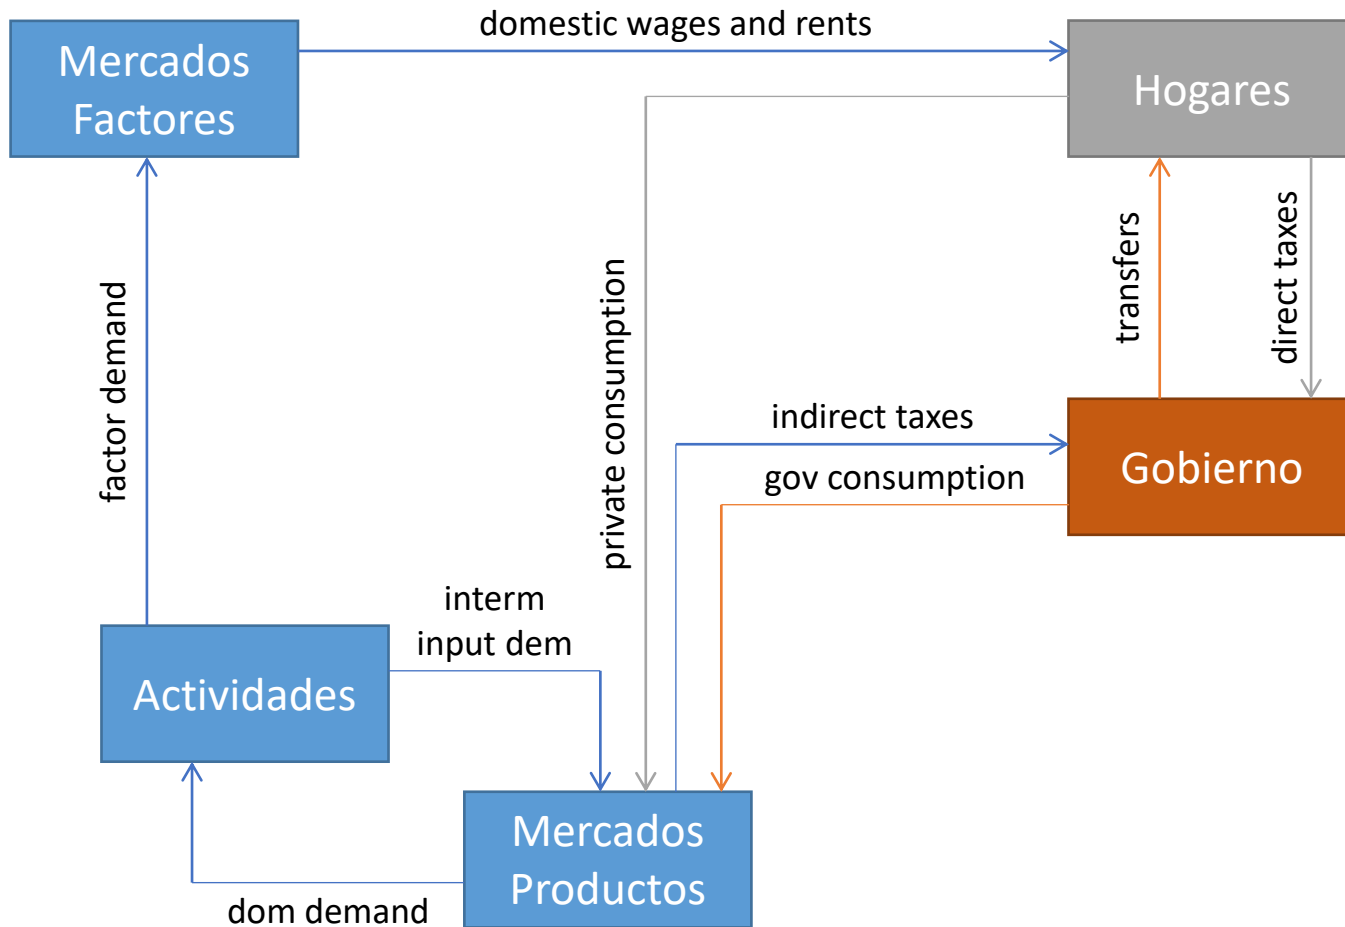 domestic wages and rents
Mercados
Factores
Hogares
factor demand
private consumption
transfers
direct taxes
indirect taxes
gov consumption
Gobierno
interm
input dem
Actividades
Mercados
Productos
dom demand